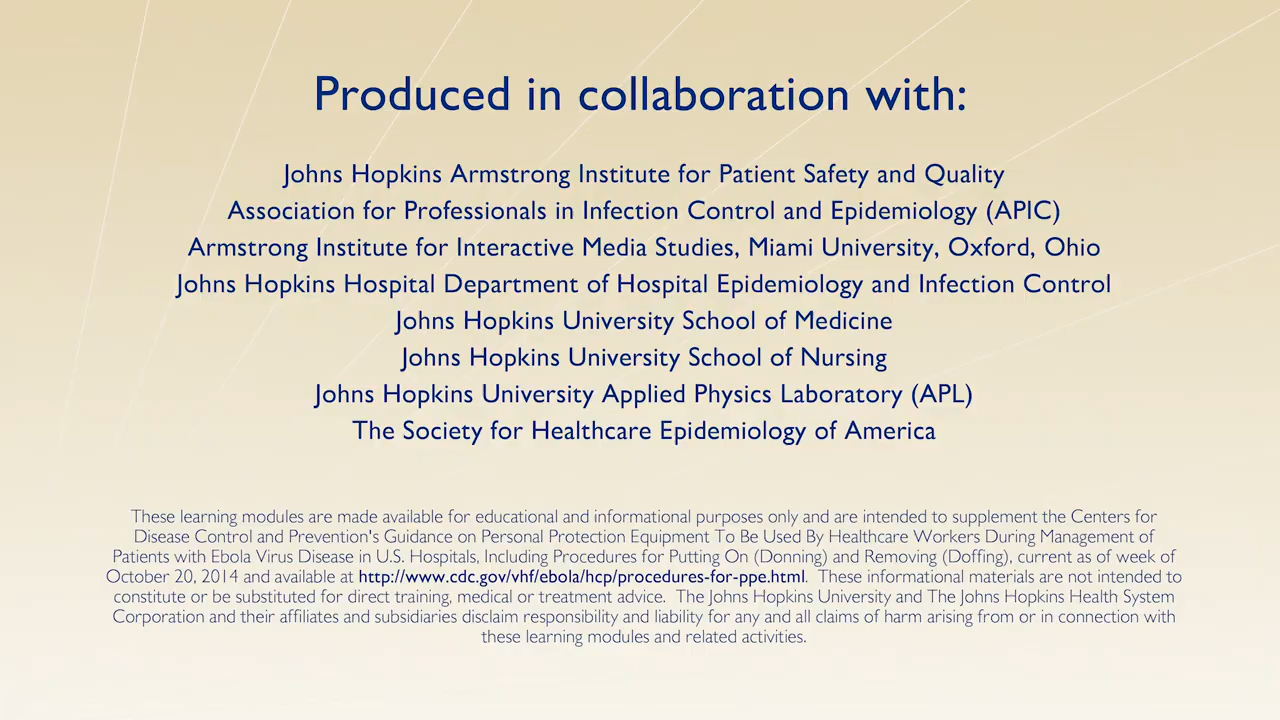 Produced in collaboration with:
Johns Hopkins Armstrong Institute for Patient Safety and Quality
Association for Professionals in Infection Control and Epidemiology (APIC)
Armstrong Institute for Interactive Media Studies, Miami University, Oxford, Ohio
Johns Hopkins Hospital Department of Hospital Epidemiology and Infection Control
Johns Hopkins University School of Medicine
Johns Hopkins University School of Nursing
Johns Hopkins University Applied Physics Laboratory (APL)
The Society for Healthcare Epidemiology of America
These learning modules are made available for educational and informational purposes only and are intended to supplement the Centers for
Disease Control and Prevention's Guidance on Personal Protection Equipment To Be Used By Healthcare Workers During Management of
Patients with Ebola Virus Disease in U.S. Hospitals, Including Procedures for Putting On (Donning) and Removing (Doffing), current as of week of
October 20, 2014 and available at http://www.cdc.gov/vhf/ebola/hcp/procedures-for-ppe.html. These informational materials are not intended to
constitute or be substituted for direct training, medical or treatment advice. The Johns Hopkins University and The Johns Hopkins Health System
Corporation and their affiliates and subsidiaries disclaim responsibility and liability for any and all claims of harm arising from or in connection with
these learning modules and related activities.